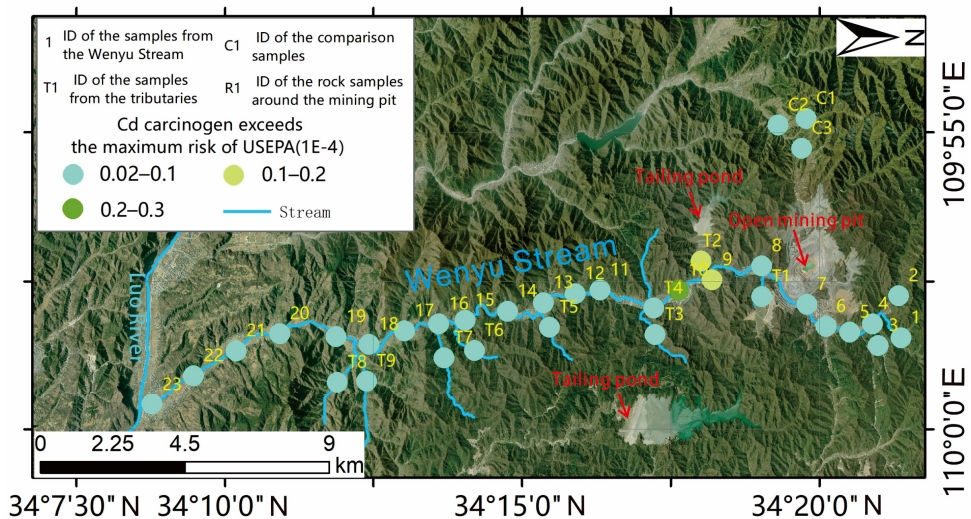 1 ID of the samples from the Wenyu Stream
C1 ID of the comparison samples
T1 ID of the samples from the tributaries
R1 ID of the rock samples around the mining pit
Cd carcinogen exceeds
the maximum risk of USEPA(1E-4)
0.02–0.1
0.1–0.2
0.2–0.3
Stream
N
C2
C1
C3
109°55'0"E
Tailing pond
Open mining pit
Wenyu Stream
T2
9
8
T1
7
2
1
6
5
4
3
10
T4
T3
11
12
13
T5
14
15
16
T6
17
T7
18
19
T9
T8
20
21
22
23
Luo River
Tailing pond
110°0'0"E
0 2.25 4.5 9
km
34°7'30"N
34°10'0"N
34°15'0"N
34°20'0"N